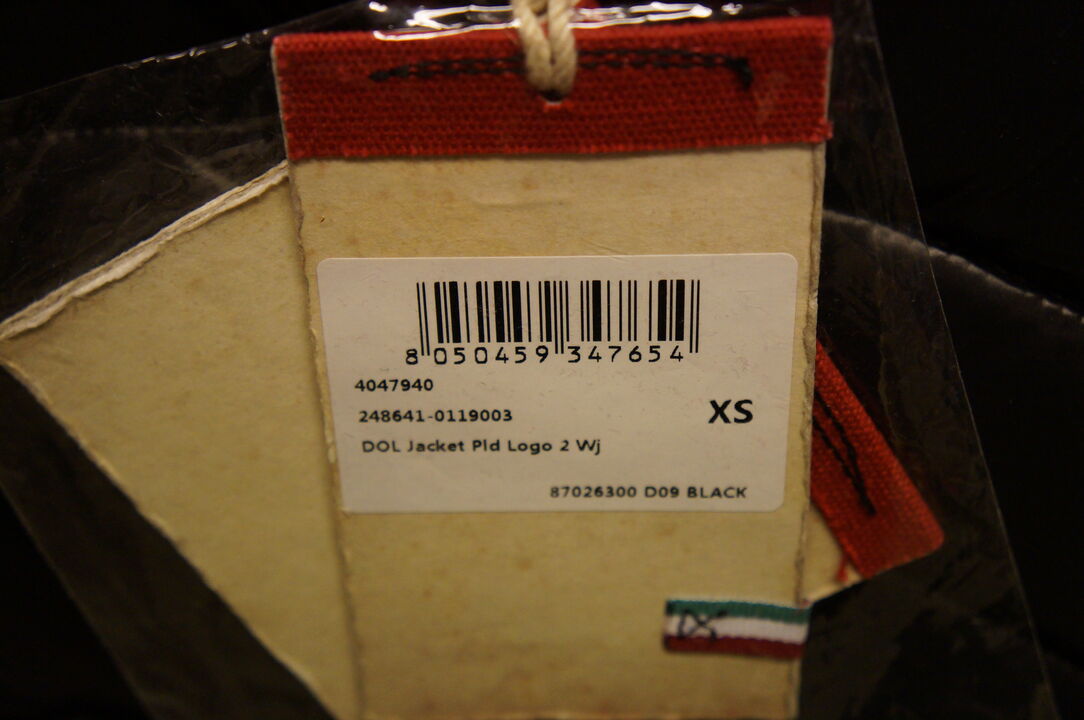 8 050459 347654
4047940
248641-0119003
XS
DOL Jacket Pld Logo 2 Wj
87026300 D09 BLACK